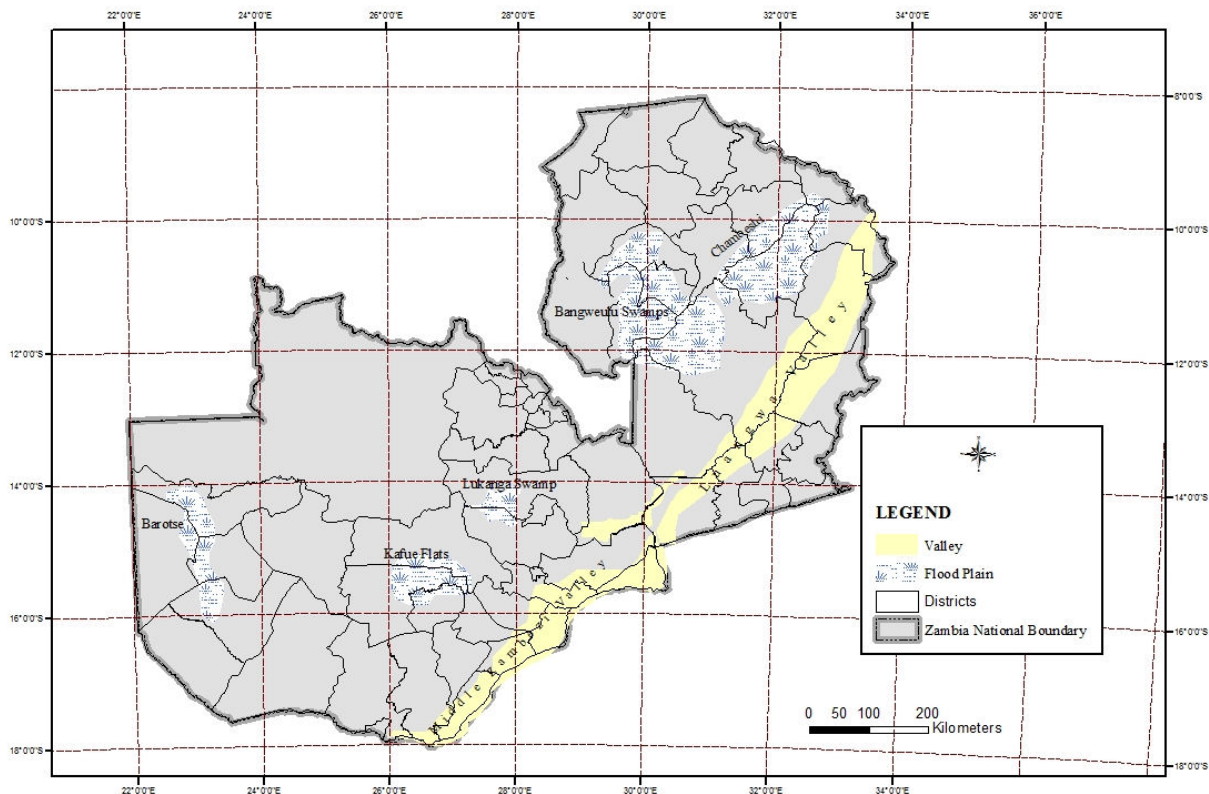 22°0'0"E 24°0'0"E 26°0'0"E 28°0'0"E 30°0'0"E 32°0'0"E 34°0'0"E 36°0'0"E
8°0'0"S
10°0'0"S
10°0'0"S
Chambeshi
Bangweulu Swamps
12°0'0"S
12°0'0"S
Luangwa Valley
Lukanga Swamp
14°0'0"S
14°0'0"S
Barotse
Kafue Flats
16°0'0"S
16°0'0"S
Middle Zambezi Valley
18°0'0"S
18°0'0"S
LEGEND
Valley
Flood Plain
Districts
Zambia National Boundary
0 50 100 200
Kilometers
22°0'0"E 24°0'0"E 26°0'0"E 28°0'0"E 30°0'0"E 32°0'0"E 34°0'0"E